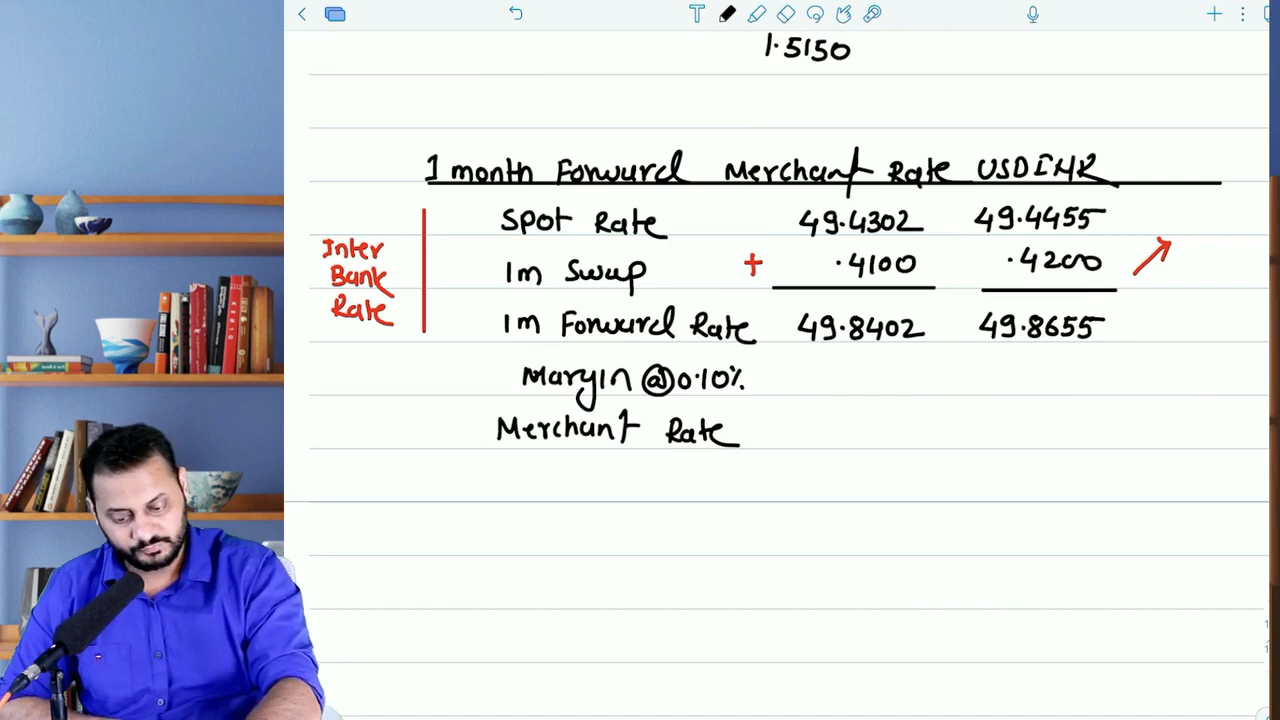 1.5150
1 month Forward Merchant Rate USDINR
Spot Rate 49.4302 49.4455
Inter Bank Rate
1m Swap + .4100 .4200
1m Forward Rate 49.8402 49.8655
Margin @ 0.10%
Merchant Rate